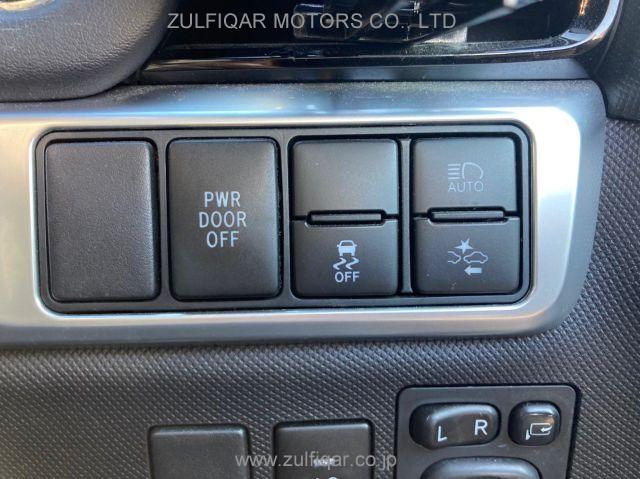 ZULFIQAR MOTORS CO., LTD
PWR
DOOR
OFF
AUTO
OFF
L R
www.zulfiqar.co.jp